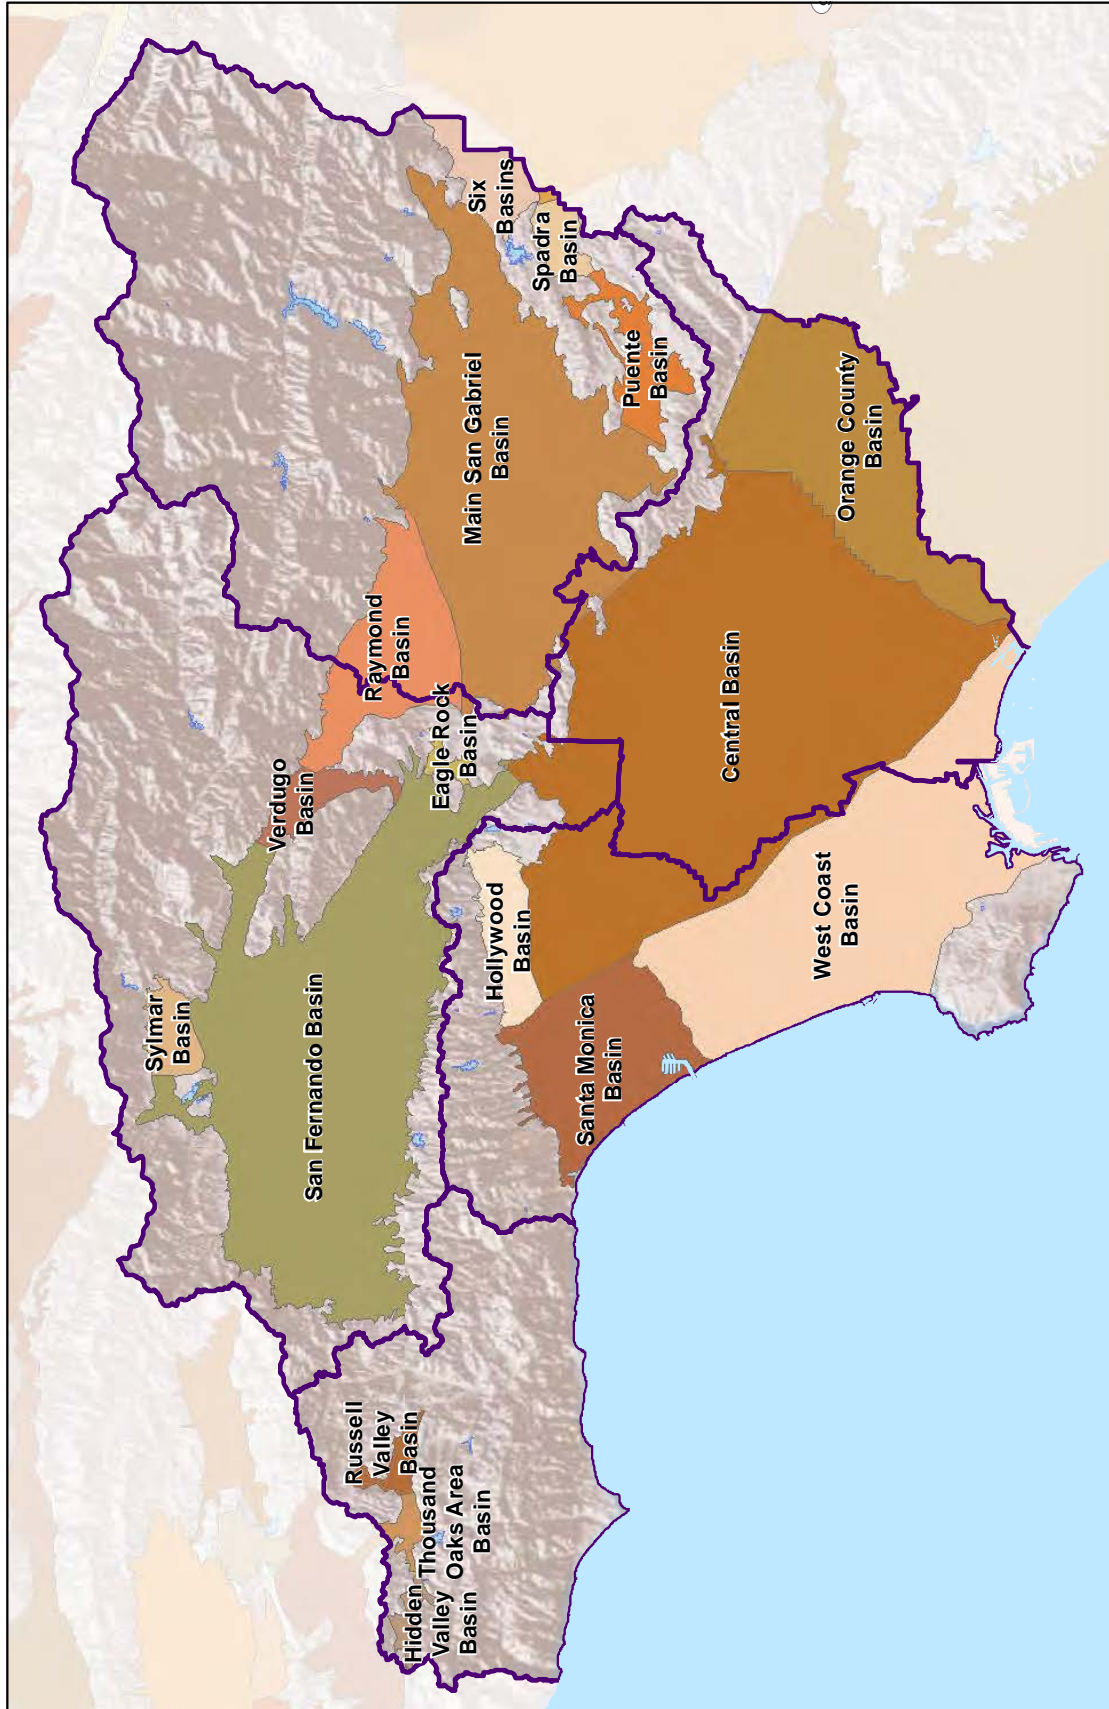 Hidden
Valley
Basin
Thousand
Oaks Area
Basin
Russell
Valley
Basin
Sylmar
Basin
San Fernando Basin
Verdugo
Basin
Eagle Rock
Basin
Raymond
Basin
Main San Gabriel
Basin
Six
Basins
Spadra
Basin
Puente
Basin
Hollywood
Basin
Santa Monica
Basin
Central Basin
West Coast
Basin
Orange County
Basin